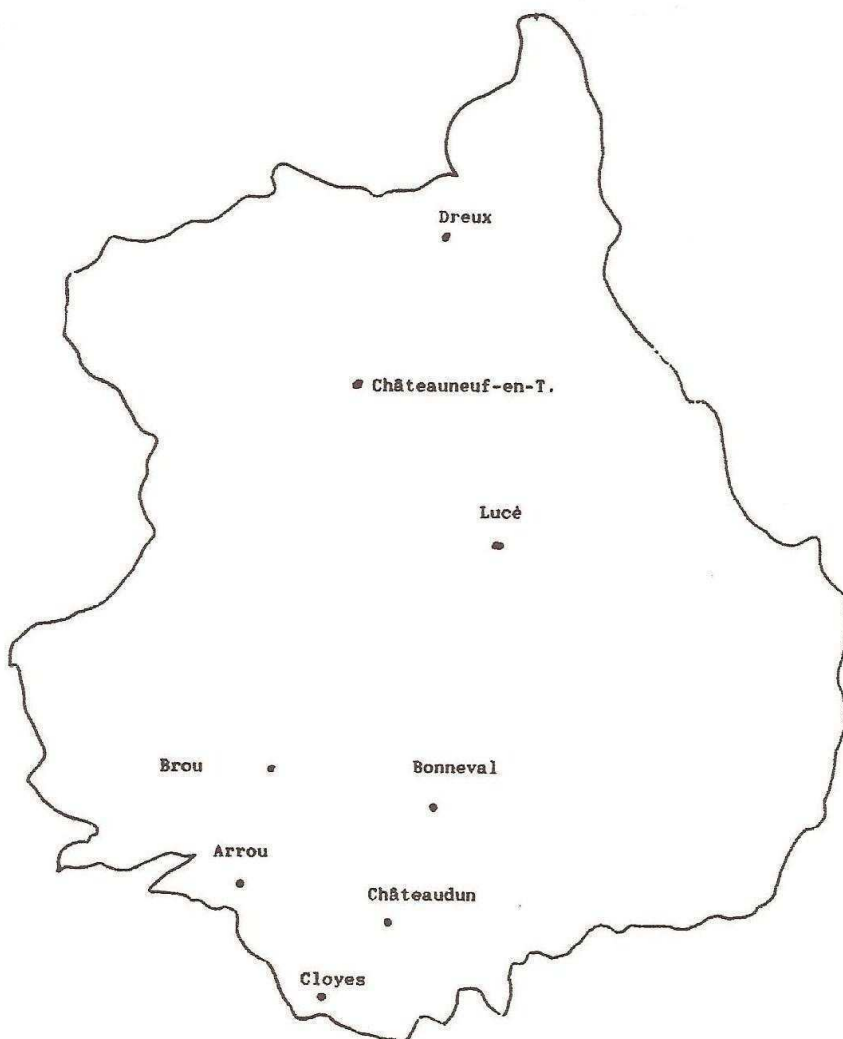 Dreux
Châteauneuf-en-T.
Lucé
Brou
Bonneval
Arrou
Châteaudun
Cloyes